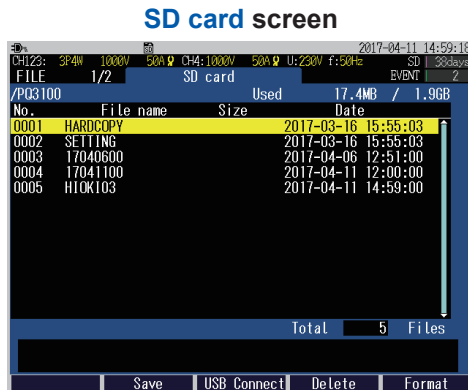 SD card screen
2017-04-11 14:59:18
CH123: 3P4W 1000V 50A CH4:1000V 50A U:230V f:50Hz SD 38days
FILE 1/2 SD card EVENT 2
/PQ3100 Used 17.4MB / 1.9GB
No. File name Size Date
0001 HARDCOPY 2017-03-16 15:55:03
0002 SETTING 2017-03-16 15:55:03
0003 17040600 2017-04-06 12:51:00
0004 17041100 2017-04-11 12:00:00
0005 HIOKI03 2017-04-11 14:59:00
Total 5 Files
Save USB Connect Delete Format